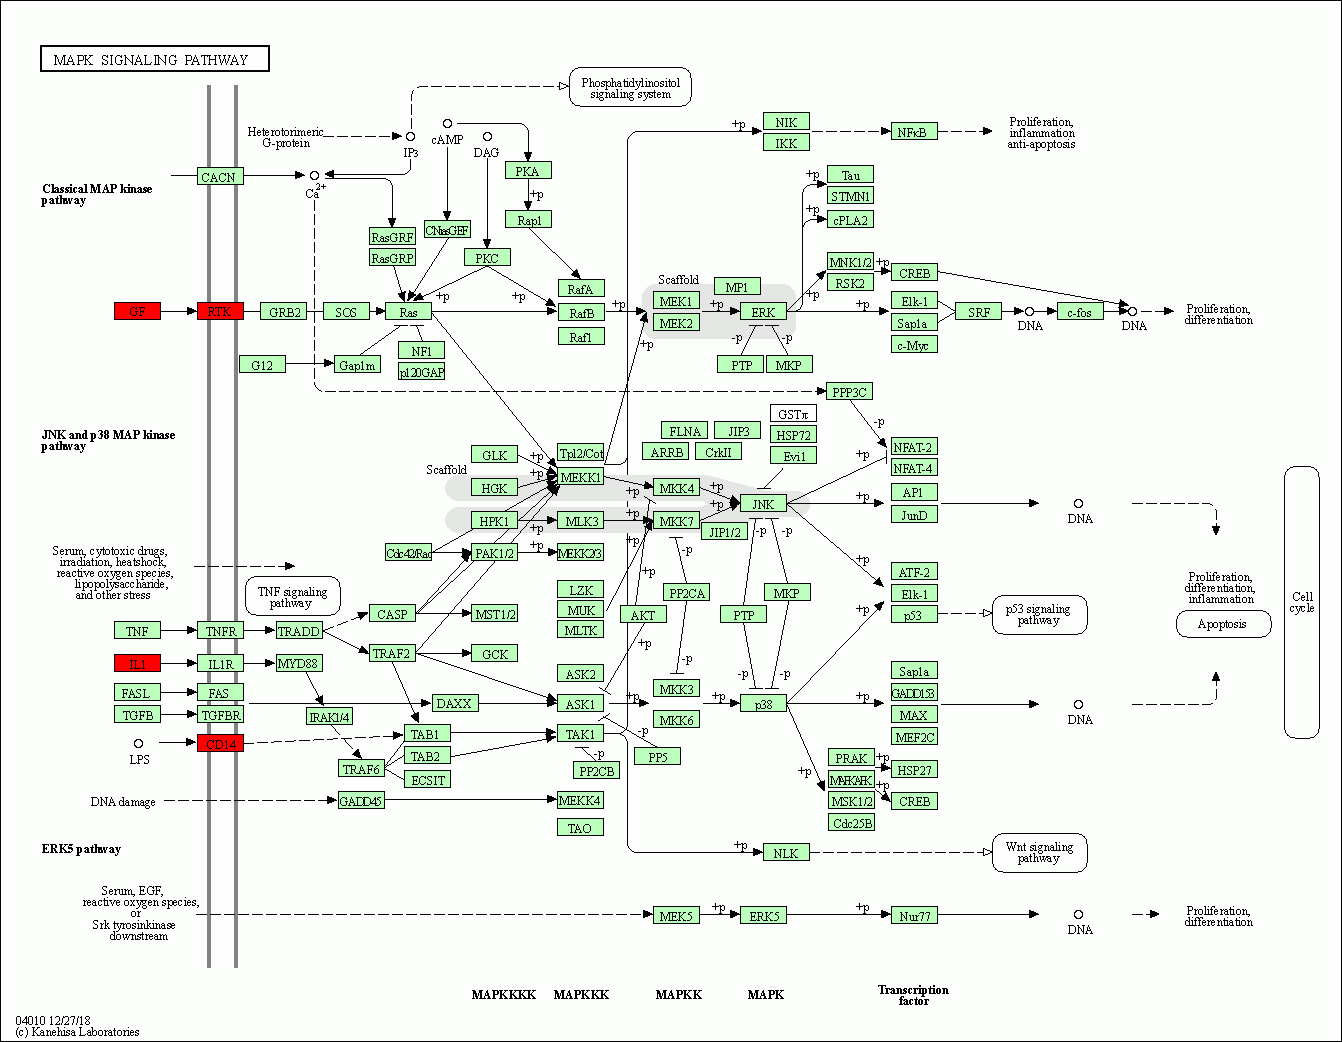 MAPK SIGNALING PATHWAY
Phosphatidylinositol
signaling system
Heterotorimeric
G-protein
IP3
cAMP
DAG
+p
NIK
IKK
NFκB
Proliferation,
inflammation
anti-apoptosis
CACN
Ca2+
PKA
+p
Rap1
Tau
STMN1
cPLA2
+p
+p
Classical MAP kinase
pathway
RasGRF
RasGRP
CNrasGEF
PKC
RafA
RafB
Raf1
Scaffold
MP1
MEK1
MEK2
ERK
MNK1/2
RSK2
+p
CREB
GF
RTK
GRB2
SOS
Ras
+p
+p
+p
+p
+p
+p
+p
Elk-1
Sap1a
c-Myc
SRF
DNA
c-fos
DNA
Proliferation,
differentiation
G12
Gap1m
NF1
p120GAP
-p
-p
PTP
MKP
PPP3C
-p
JNK and p38 MAP kinase
pathway
GSTπ
HSP72
Evi1
FLNA
JIP3
ARRB
CrkII
NFAT-2
NFAT-4
Scaffold
GLK
HGK
HPK1
PAK1/2
Tpl2/Cot
MEKK1
MLK3
MEKK2/3
+p
+p
+p
+p
+p
+p
+p
MKK4
MKK7
+p
+p
JIP1/2
JNK
+p
+p
AP1
JunD
DNA
Cdc42/Rac
Serum, cytotoxic drugs,
irradiation, heatshock,
reactive oxygen species,
lipopolysaccharide,
and other stress
TNF signaling
pathway
LZK
MUK
MLTK
+p
-p
-p
-p
+p
ATF-2
Elk-1
p53
p53 signaling
pathway
Proliferation,
differentiation,
inflammation
Apoptosis
Cell
cycle
CASP
MST1/2
AKT
PP2CA
PTP
MKP
+p
TNF
TNFR
TRADD
TRAF2
GCK
+p
-p
-p
-p
IL1
IL1R
MYD88
ASK2
MKK3
MKK6
FASL
FAS
DAXX
ASK1
+p
+p
p38
+p
Sap1a
GADD153
MAX
MEF2C
DNA
TGFB
TGFBR
IRAK1/4
LPS
CD14
TAB1
TAB2
ECSIT
TRAF6
TAK1
-p
PP2CB
-p
PP5
+p
PRAK
MAPKAPK
MSK1/2
Cdc25B
+p
+p
HSP27
CREB
DNA damage
GADD45
MEKK4
TAO
ERK5 pathway
+p
NLK
Wnt signaling
pathway
Serum, EGF,
reactive oxygen species,
or
Srk tyrosinkinase
downstream
MEK5
+p
ERK5
+p
Nur77
DNA
Proliferation,
differentiation
MAPKKKK
MAPKKK
MAPKK
MAPK
Transcription
factor
04010 12/27/18
(c) Kanehisa Laboratories